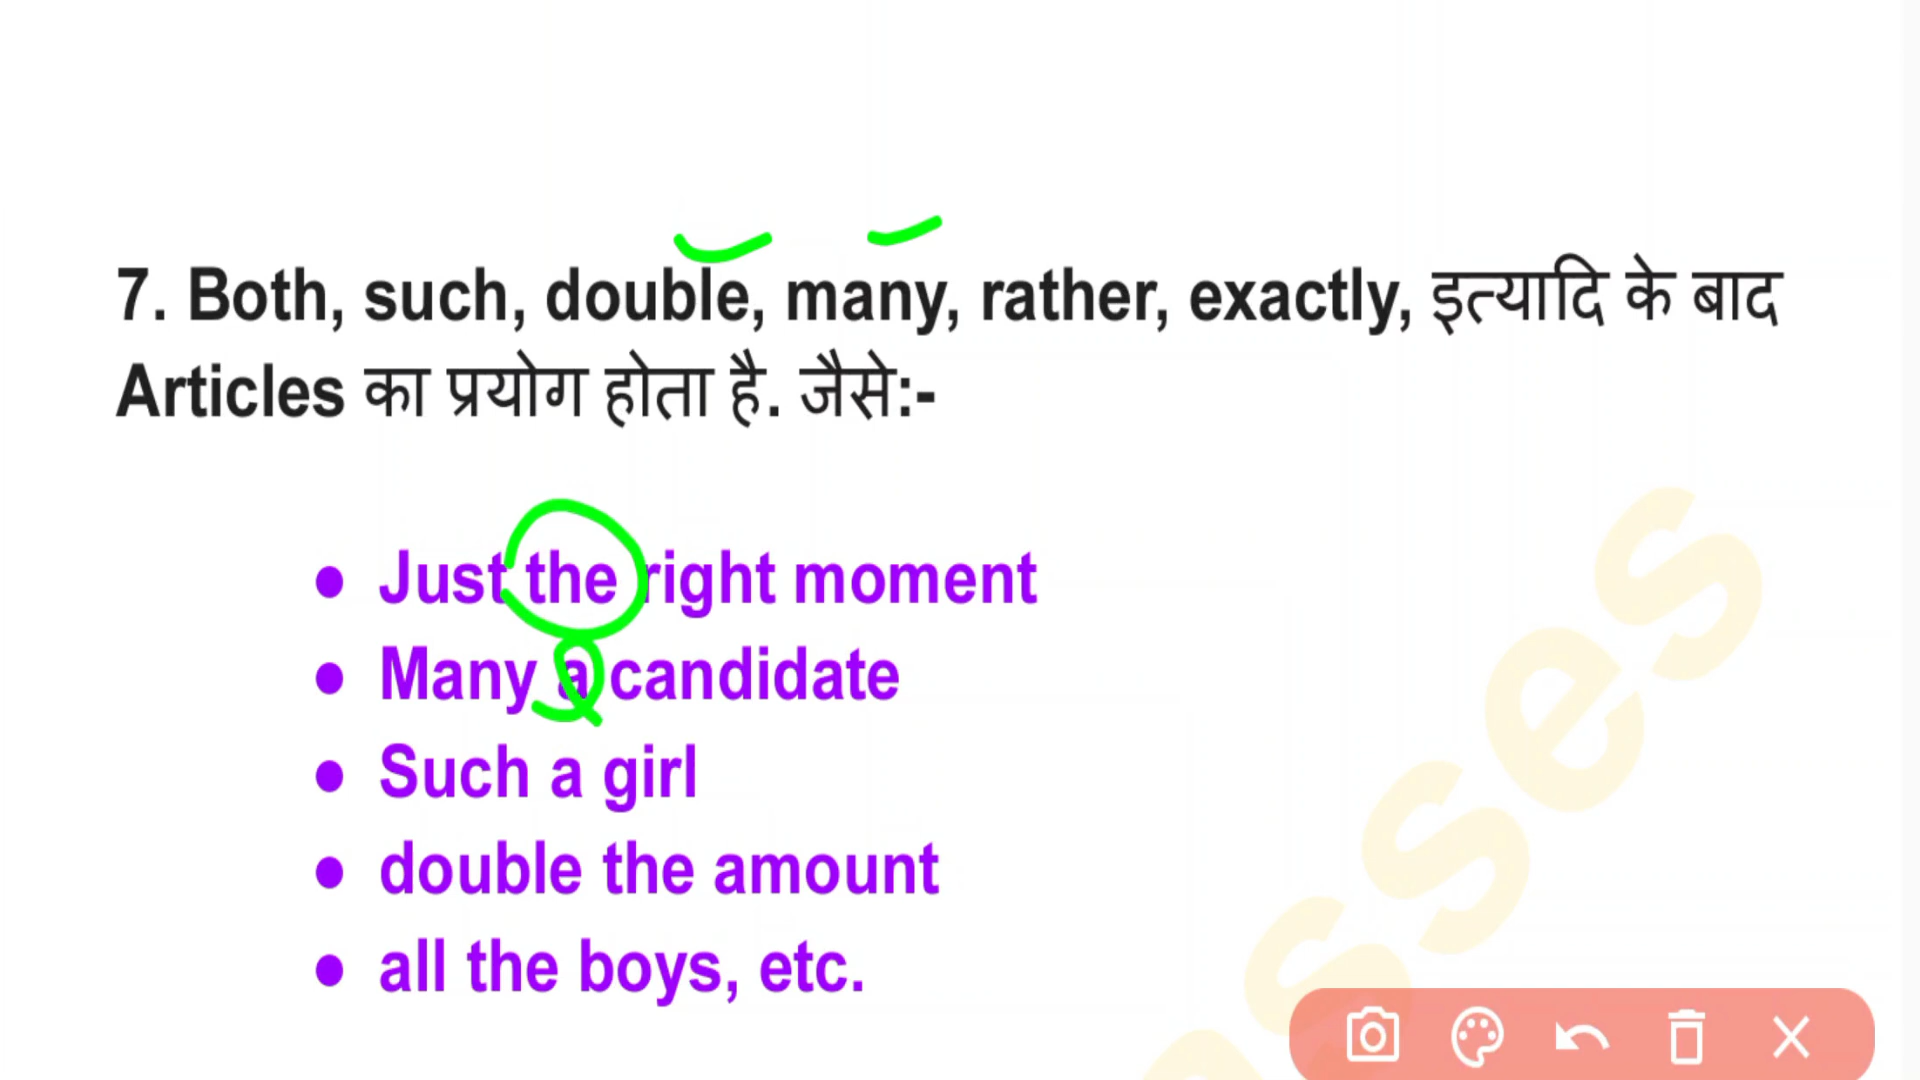 7. Both, such, double, many, rather, exactly, इत्यादि के बाद
Articles का प्रयोग होता है. जैसे:-
● Just the right moment
● Many a candidate
● Such a girl
● double the amount
● all the boys, etc.